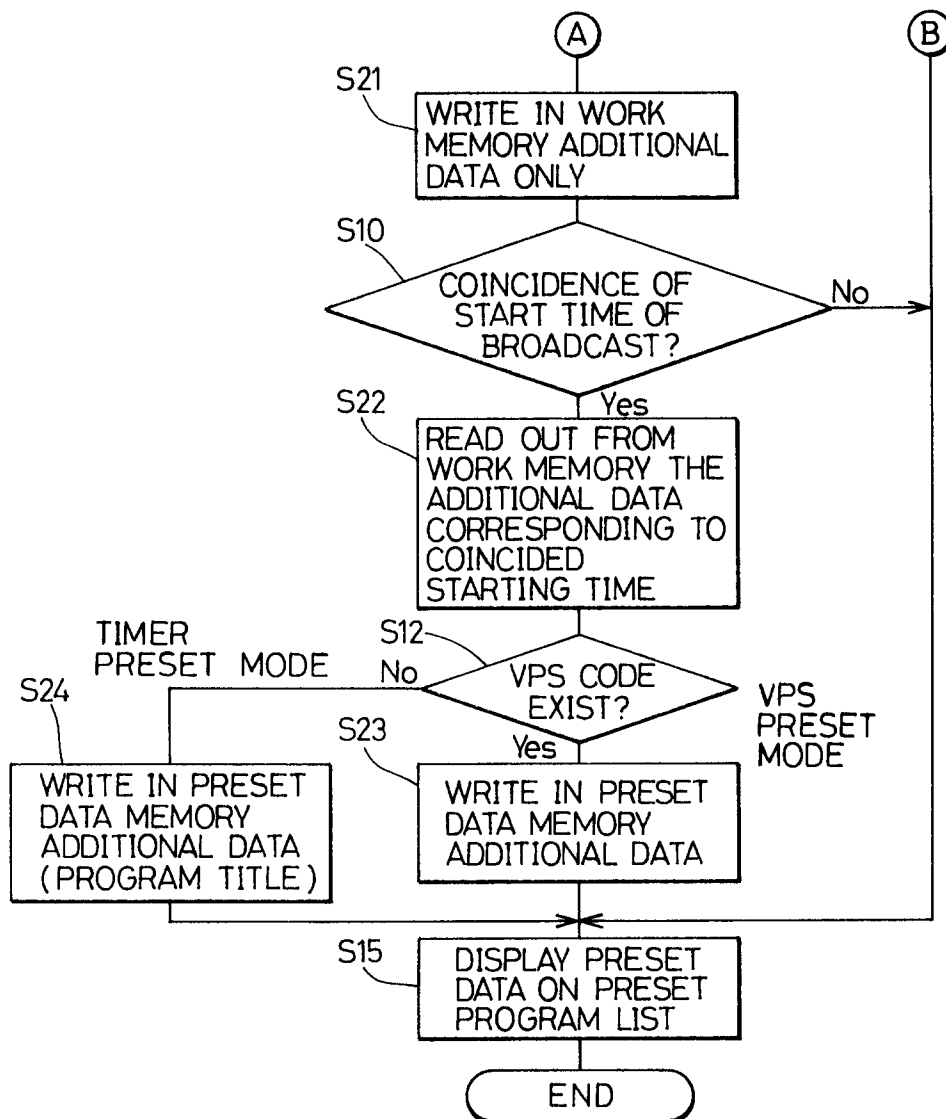 A
B
S21
WRITE IN WORK
MEMORY ADDITIONAL
DATA ONLY
S10
COINCIDENCE OF
START TIME OF
BROADCAST?
No
Yes
S22
READ OUT FROM
WORK MEMORY THE
ADDITIONAL DATA
CORRESPONDING TO
COINCIDED
STARTING TIME
TIMER
PRESET MODE
S12
No
VPS CODE
EXIST?
VPS
PRESET
MODE
Yes
S24
WRITE IN PRESET
DATA MEMORY
ADDITIONAL DATA
(PROGRAM TITLE)
S23
WRITE IN PRESET
DATA MEMORY
ADDITIONAL DATA
S15
DISPLAY PRESET
DATA ON PRESET
PROGRAM LIST
END